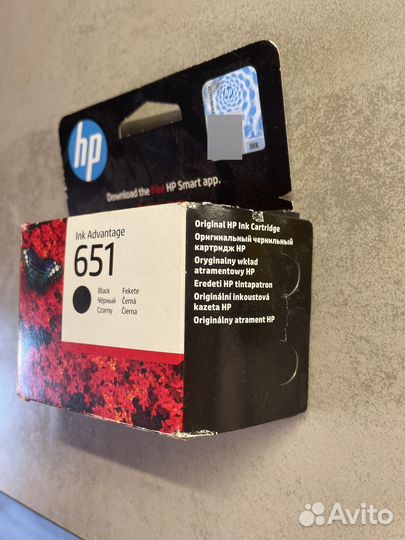 hp
hp
INK
Download the free HP Smart app.
Ink Advantage
651
Black Fekete
Чёрный Černá
Czarny Čierna
Original HP Ink Cartridge
Оригинальный чернильный
картридж HP
Oryginalny wkład
atramentowy HP
Eredeti HP tintapatron
Originální inkoustová
kazeta HP
Originálny atrament HP
Avito